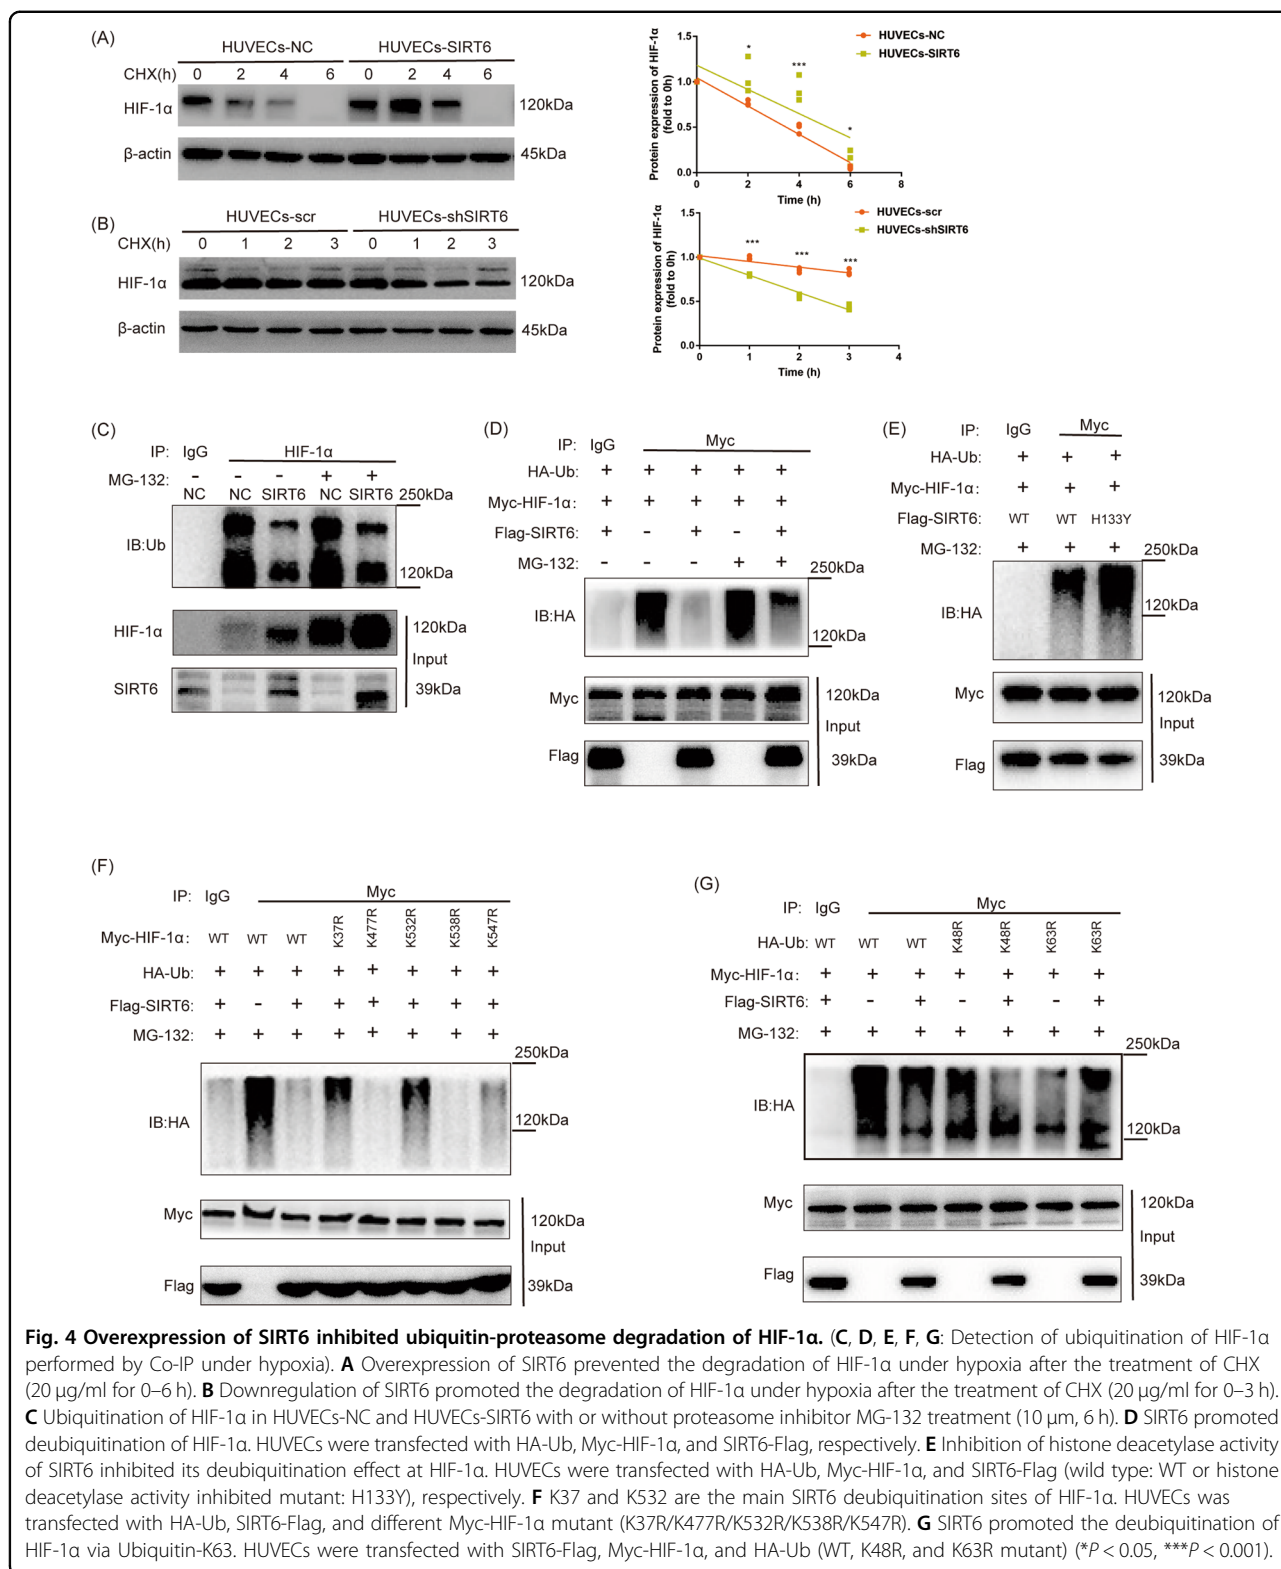 (A)
HUVECs-NC HUVECs-SIRT6
CHX(h) 0 2 4 6 0 2 4 6
HIF-1α 120kDa
β-actin 45kDa
Protein expression of HIF-1α
(fold to 0h)
1.5
1.0
0.5
0.0
0 2 4 6 8
Time (h)
* *** *
HUVECs-NC
HUVECs-SIRT6
(B)
HUVECs-scr HUVECs-shSIRT6
CHX(h) 0 1 2 3 0 1 2 3
HIF-1α 120kDa
β-actin 45kDa
Protein expression of HIF-1α
(fold to 0h)
1.5
1.0
0.5
0.0
0 1 2 3 4
Time (h)
*** *** ***
HUVECs-scr
HUVECs-shSIRT6
(C)
IP: IgG HIF-1α
MG-132: - - - + +
NC NC SIRT6 NC SIRT6 250kDa
IB:Ub
120kDa
HIF-1α 120kDa
Input
SIRT6 39kDa
(D)
IP: IgG Myc
HA-Ub: + + + + +
Myc-HIF-1α: + + + + +
Flag-SIRT6: + - + - +
MG-132: - - - + +
250kDa
IB:HA
120kDa
Myc 120kDa
Input
Flag 39kDa
(E)
IP: IgG Myc
HA-Ub: + + +
Myc-HIF-1α: + + +
Flag-SIRT6: WT WT H133Y
MG-132: + + +
250kDa
IB:HA
120kDa
Myc 120kDa
Input
Flag 39kDa
(F)
IP: IgG Myc
Myc-HIF-1α: WT WT WT K37R K477R K532R K538R K547R
HA-Ub: + + + + + + + +
Flag-SIRT6: + - + + + + + +
MG-132: + + + + + + + +
250kDa
IB:HA
120kDa
Myc 120kDa
Input
Flag 39kDa
(G)
IP: IgG Myc
HA-Ub: WT WT WT K48R K48R K63R K63R
Myc-HIF-1α: + + + + + + +
Flag-SIRT6: + - + - + - +
MG-132: + + + + + + +
250kDa
IB:HA
120kDa
Myc 120kDa
Input
Flag 39kDa
Fig. 4 Overexpression of SIRT6 inhibited ubiquitin-proteasome degradation of HIF-1α. (C, D, E, F, G: Detection of ubiquitination of HIF-1α
performed by Co-IP under hypoxia). A Overexpression of SIRT6 prevented the degradation of HIF-1α under hypoxia after the treatment of CHX
(20 μg/ml for 0–6 h). B Downregulation of SIRT6 promoted the degradation of HIF-1α under hypoxia after the treatment of CHX (20 μg/ml for 0–3 h).
C Ubiquitination of HIF-1α in HUVECs-NC and HUVECs-SIRT6 with or without proteasome inhibitor MG-132 treatment (10 μm, 6 h). D SIRT6 promoted
deubiquitination of HIF-1α. HUVECs were transfected with HA-Ub, Myc-HIF-1α, and SIRT6-Flag, respectively. E Inhibition of histone deacetylase activity
of SIRT6 inhibited its deubiquitination effect at HIF-1α. HUVECs were transfected with HA-Ub, Myc-HIF-1α, and SIRT6-Flag (wild type: WT or histone
deacetylase activity inhibited mutant: H133Y), respectively. F K37 and K532 are the main SIRT6 deubiquitination sites of HIF-1α. HUVECs was
transfected with HA-Ub, SIRT6-Flag, and different Myc-HIF-1α mutant (K37R/K477R/K532R/K538R/K547R). G SIRT6 promoted the deubiquitination of
HIF-1α via Ubiquitin-K63. HUVECs were transfected with SIRT6-Flag, Myc-HIF-1α, and HA-Ub (WT, K48R, and K63R mutant) (*P < 0.05, ***P < 0.001).